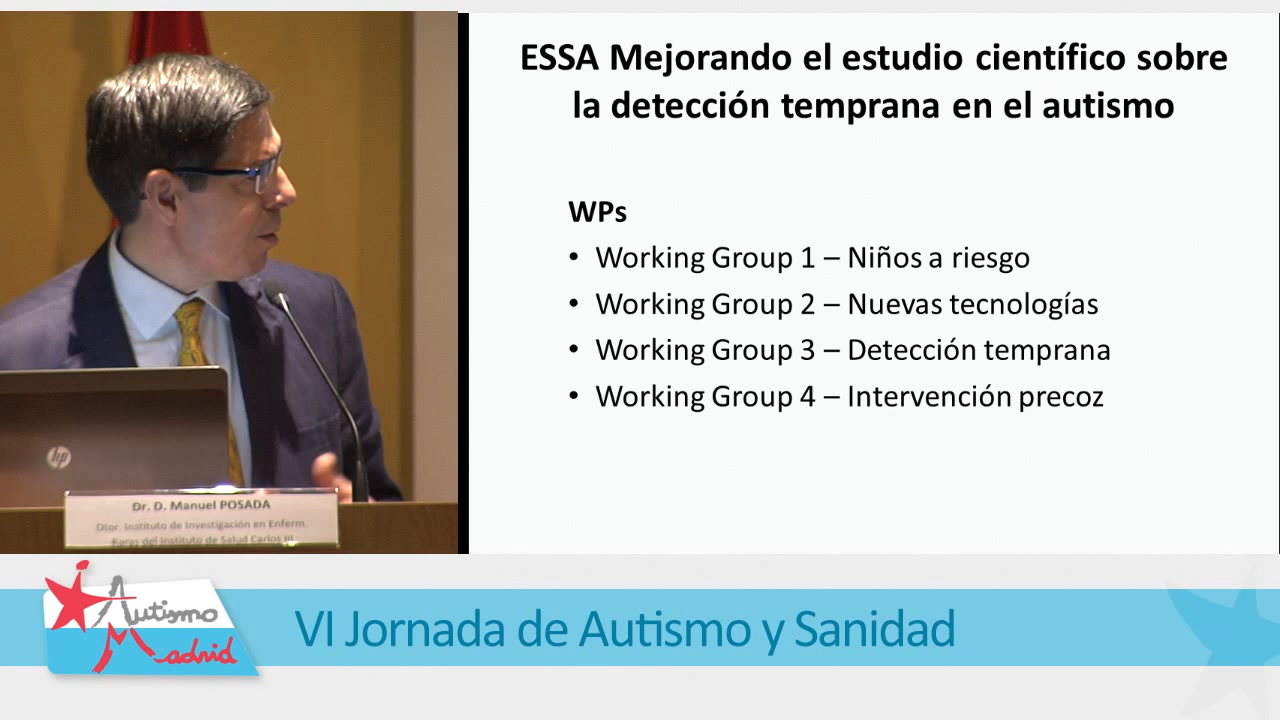 ESSA Mejorando el estudio científico sobre
la detección temprana en el autismo
WPs
• Working Group 1 – Niños a riesgo
• Working Group 2 – Nuevas tecnologías
• Working Group 3 – Detección temprana
• Working Group 4 – Intervención precoz
hp
Dr. D. Manuel POSADA
Dtor. Instituto de Investigación en Enferm.
Raras del Instituto de Salud Carlos III
Autismo
Madrid
VI Jornada de Autismo y Sanidad